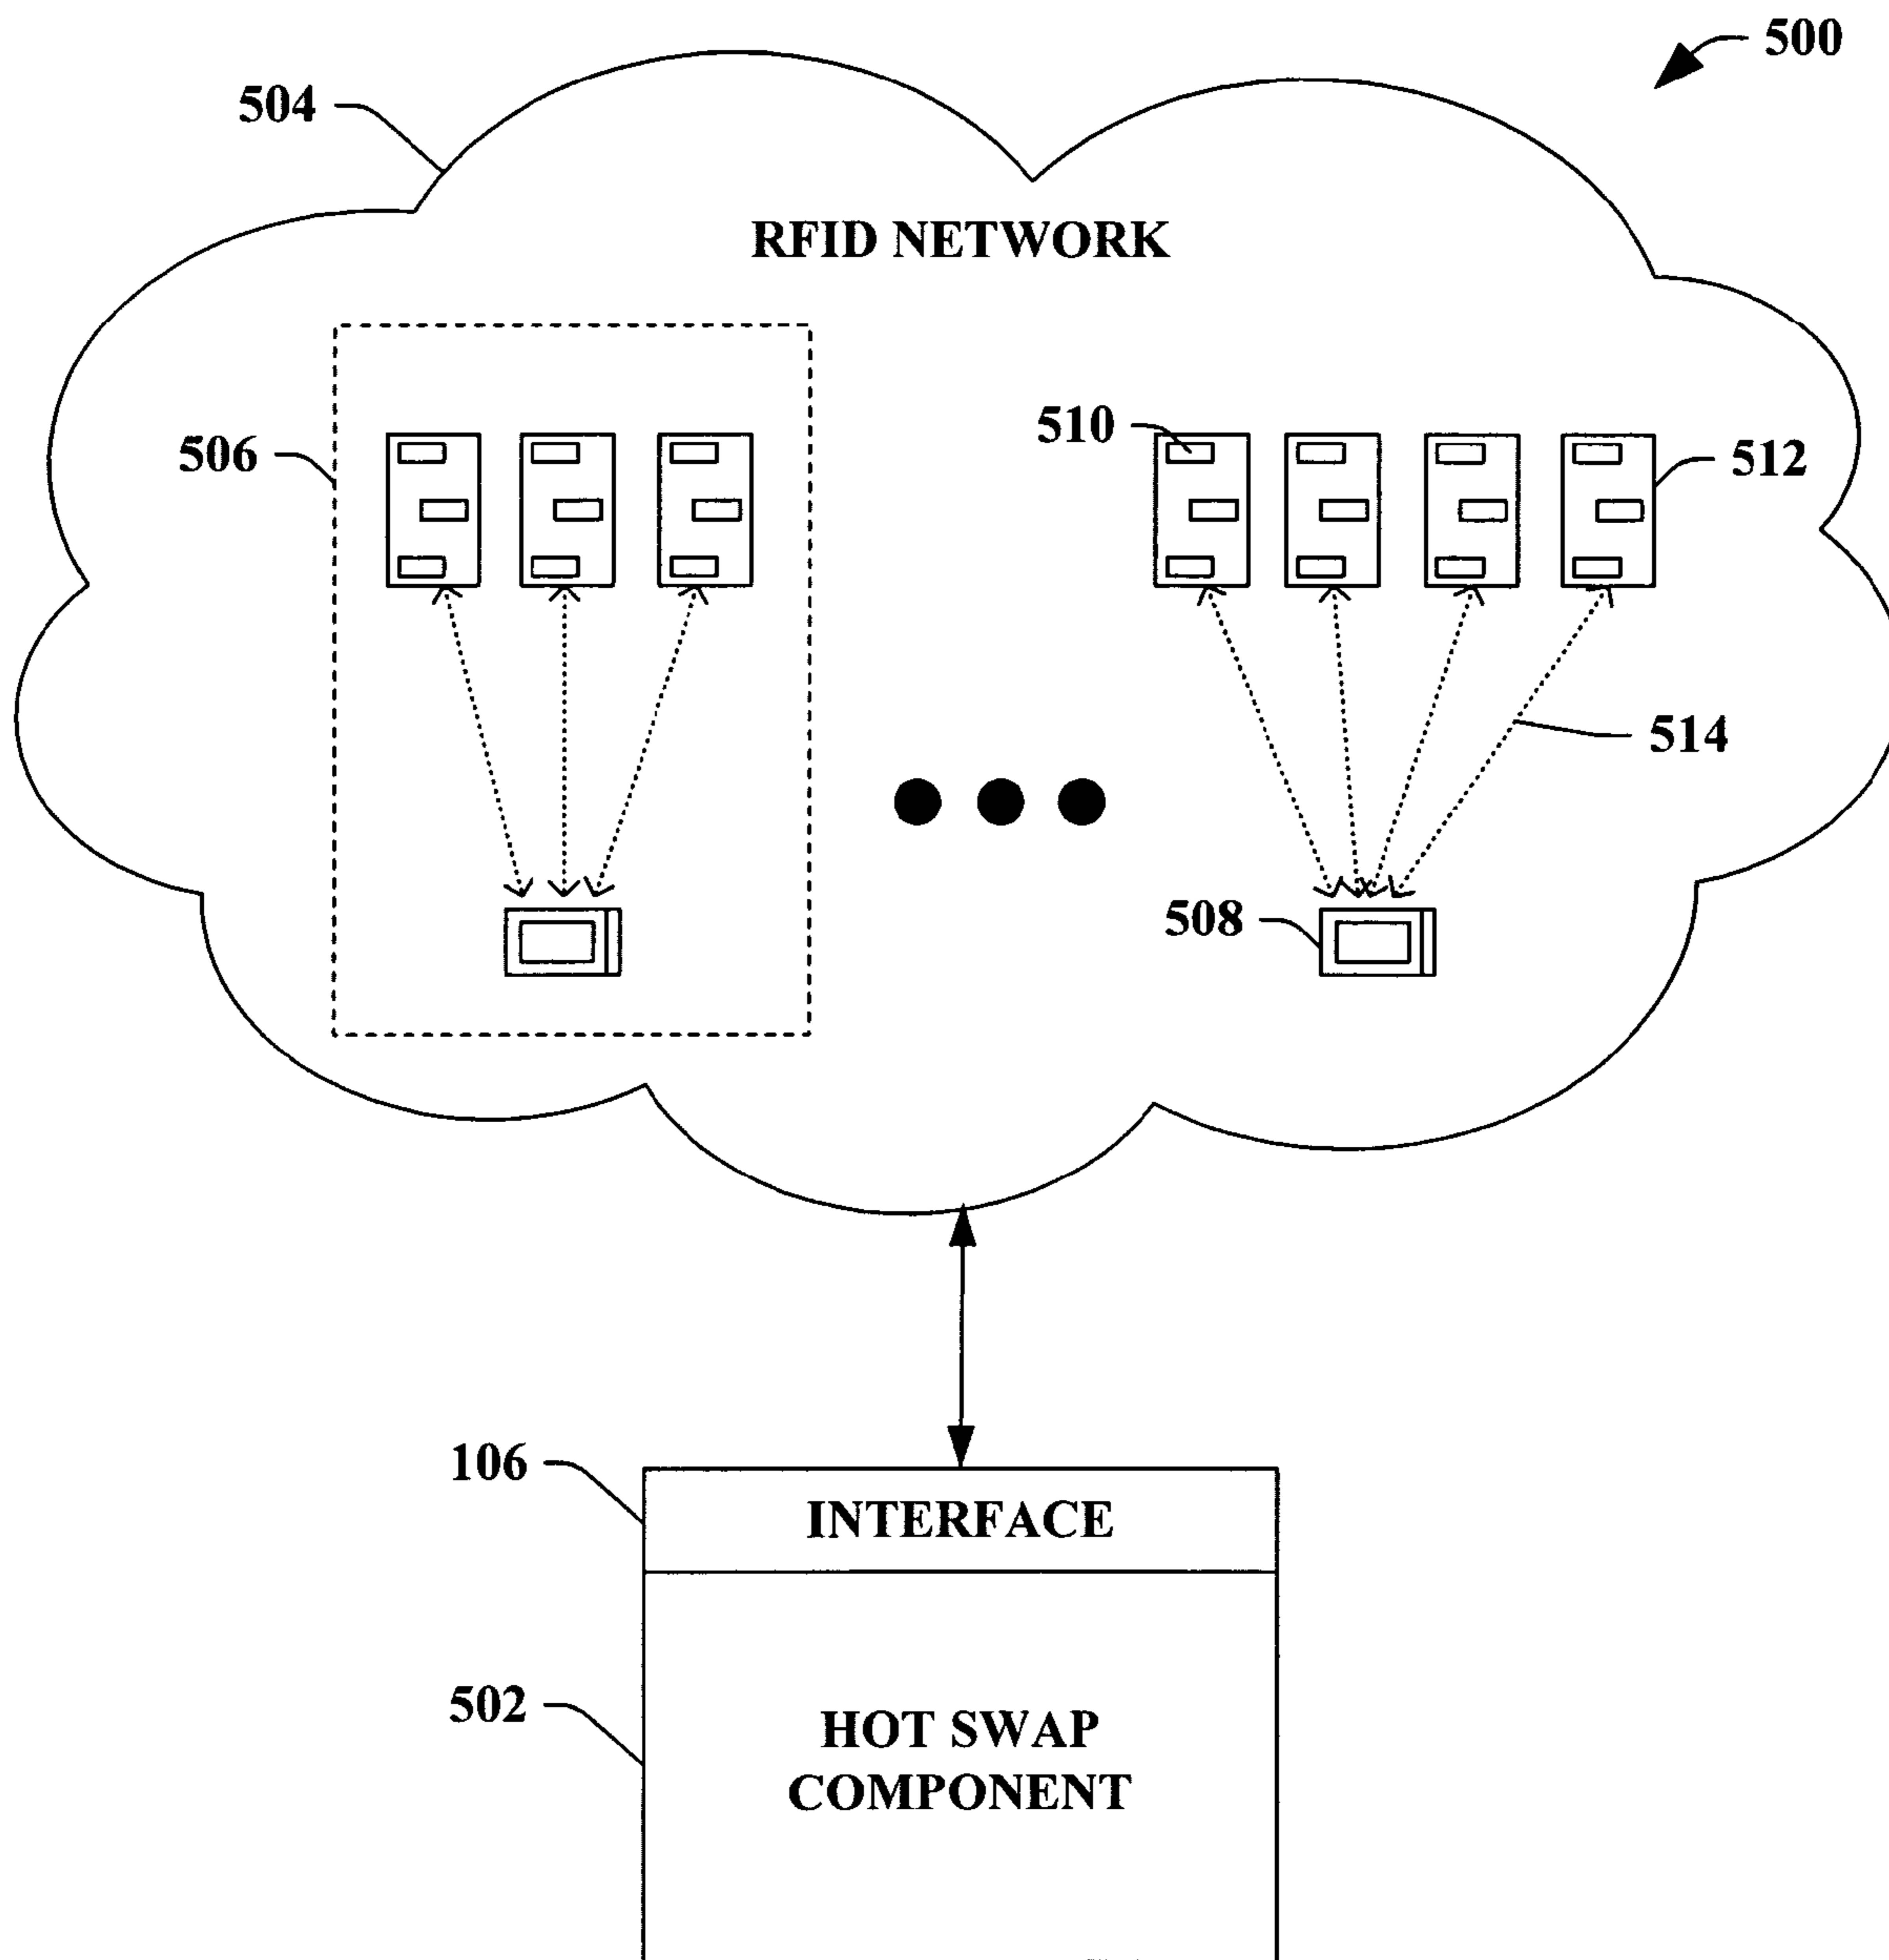 500
504
RFID NETWORK
510
506
512
514
508
106
INTERFACE
502
HOT SWAP
COMPONENT